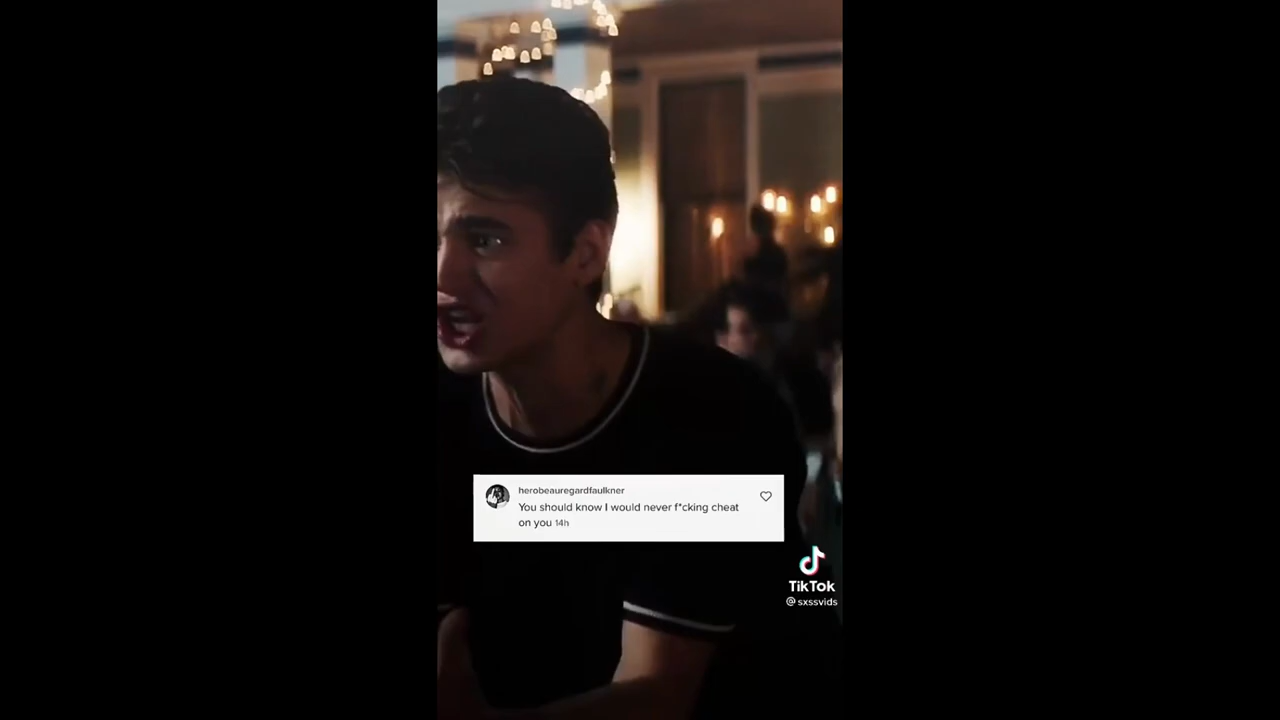 herobeauregardfaulkner
You should know I would never f*cking cheat
on you 14h
TikTok
@sxssvids